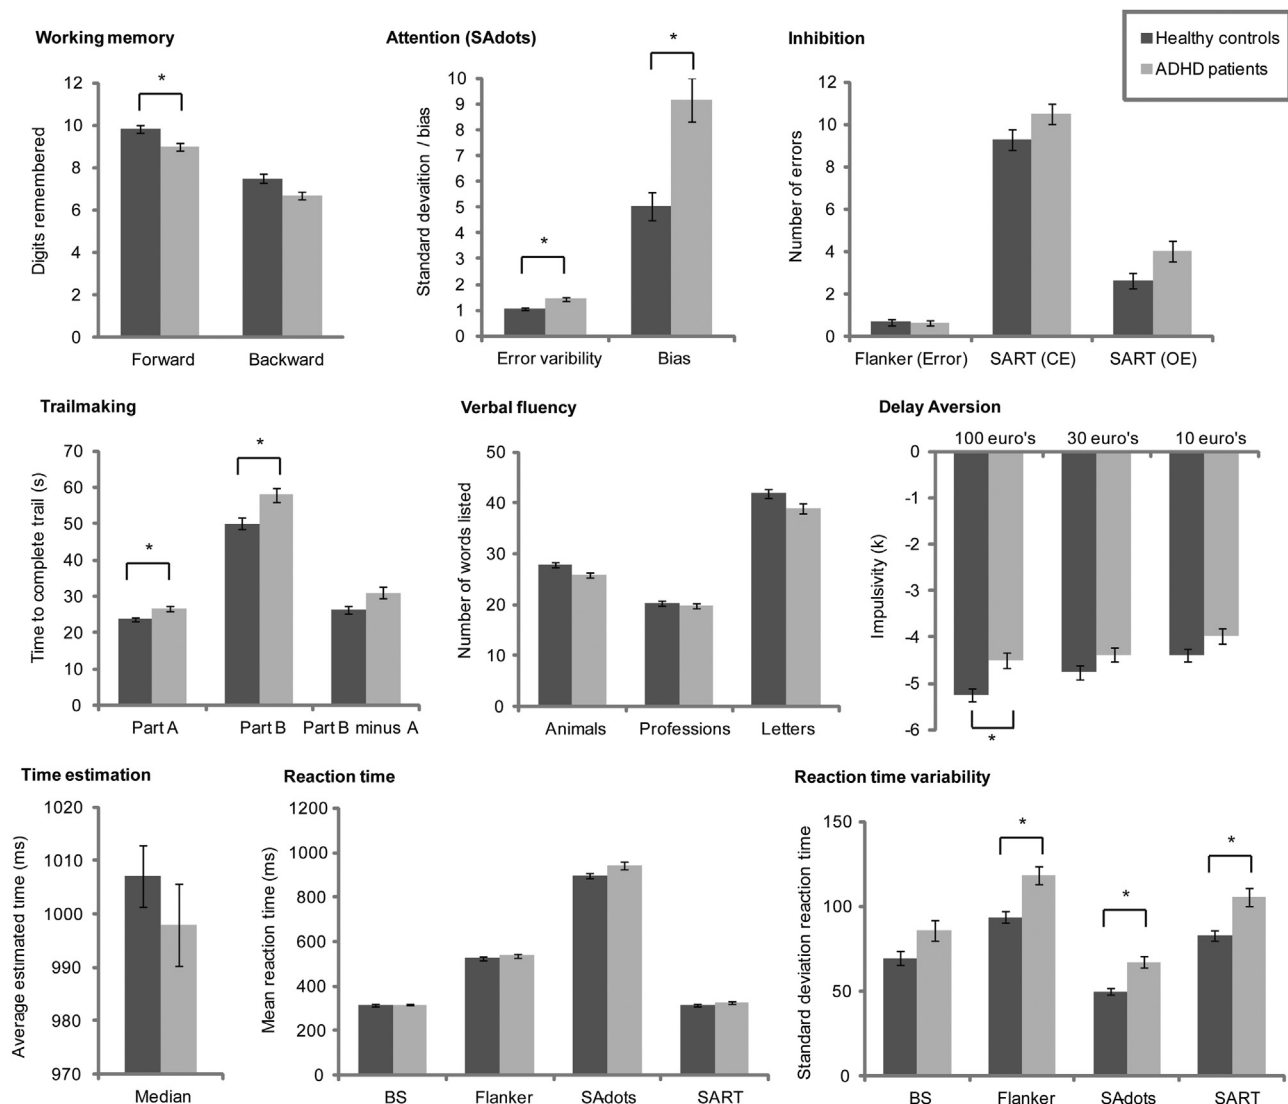 Healthy controls
ADHD patients
Working memory
*
Digits remembered
12
10
8
6
4
2
0
Forward
Backward
Attention (SAdots)
*
*
Standard devaition / bias
10
9
8
7
6
5
4
3
2
1
0
Error varibility
Bias
Inhibition
Number of errors
12
10
8
6
4
2
0
Flanker (Error)
SART (CE)
SART (OE)
Trailmaking
*
*
Time to complete trail (s)
70
60
50
40
30
20
10
0
Part A
Part B
Part B minus A
Verbal fluency
Number of words listed
50
40
30
20
10
0
Animals
Professions
Letters
Delay Aversion
100 euro's
30 euro's
10 euro's
Impulsivity (k)
0
-1
-2
-3
-4
-5
-6
*
Time estimation
Average estimated time (ms)
1020
1010
1000
990
980
970
Median
Reaction time
Mean reaction time (ms)
1200
1000
800
600
400
200
0
BS
Flanker
SAdots
SART
Reaction time variability
*
*
*
Standard deviation reaction time
150
100
50
0
BS
Flanker
SAdots
SART